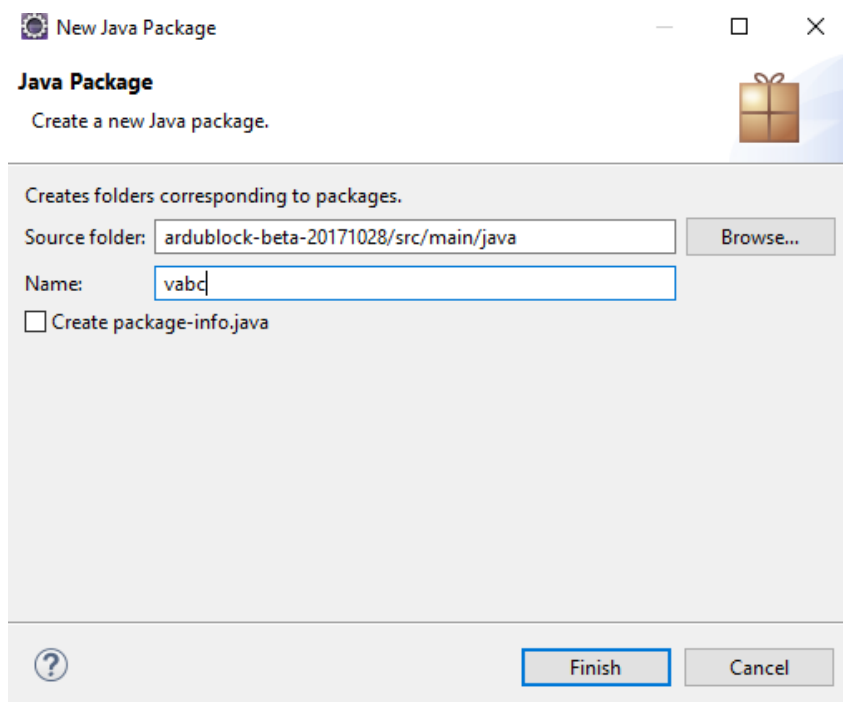 New Java Package
Java Package
Create a new Java package.
Creates folders corresponding to packages.
Source folder: ardublock-beta-20171028/src/main/java Browse...
Name: vabc
Create package-info.java
? Finish Cancel